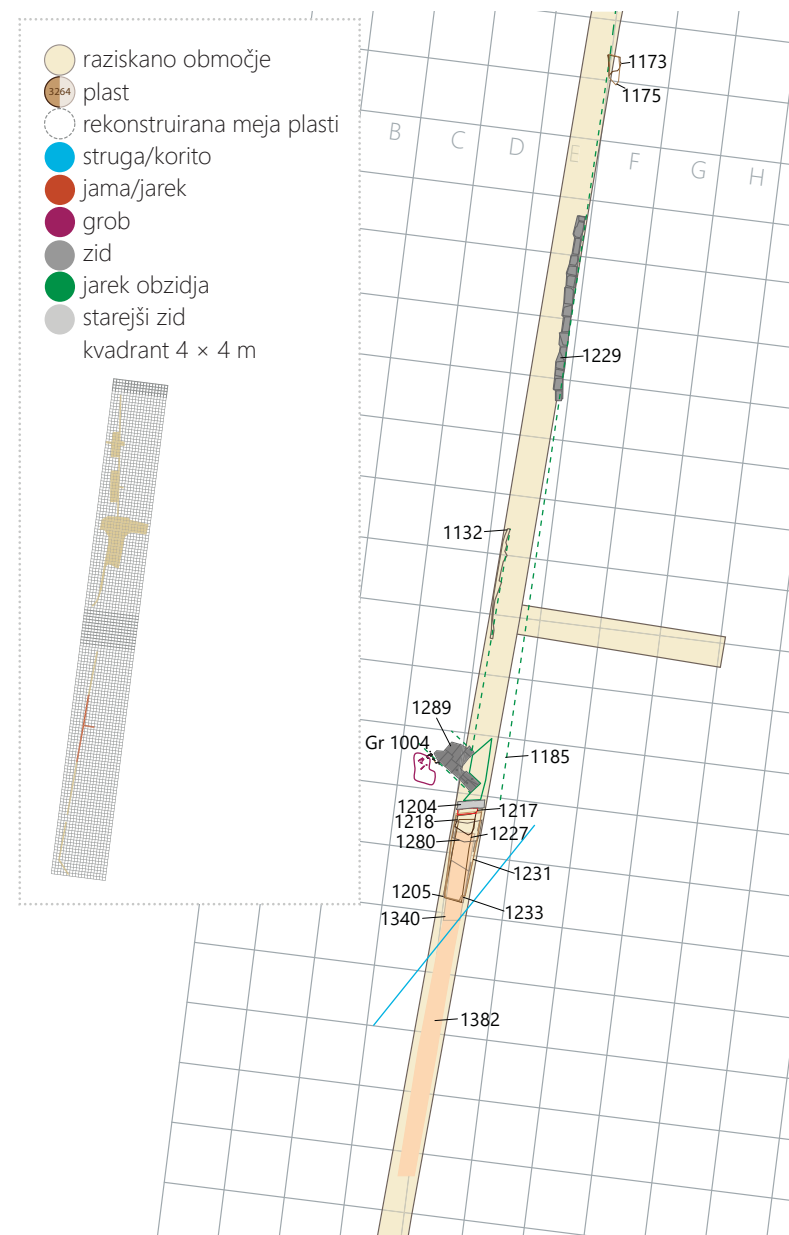 raziskano območje
3264
plast
rekonstruirana meja plasti
struga/korito
jama/jarek
grob
zid
jarek obzidja
starejši zid
kvadrant 4 × 4 m
1173
1175
B C D E F G H
1229
1132
1289
Gr 1004
1185
1204
1217
1218
1227
1280
1231
1205
1233
1340
1382